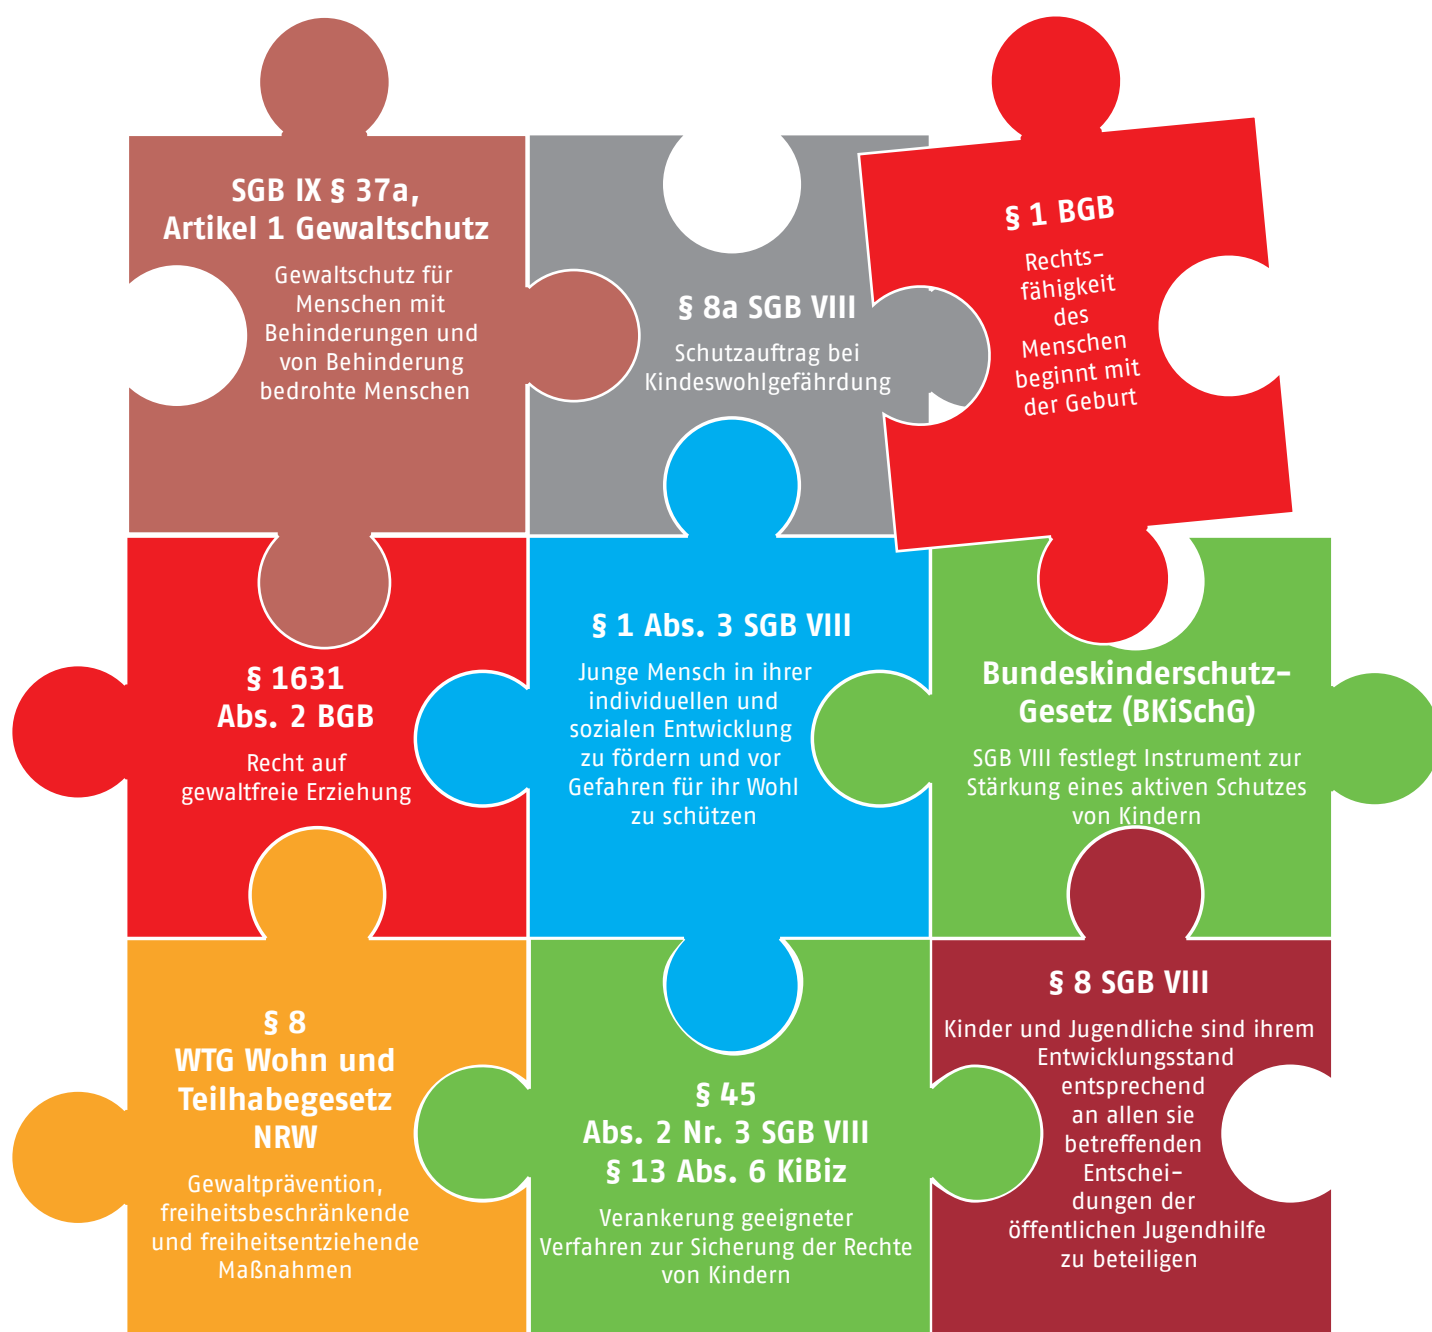 SGB IX § 37a,
Artikel 1 Gewaltschutz
Gewaltschutz für
Menschen mit
Behinderungen und
von Behinderung
bedrohte Menschen
§ 8a SGB VIII
Schutzauftrag bei
Kindeswohlgefährdung
§ 1 BGB
Rechts-
fähigkeit
des
Menschen
beginnt mit
der Geburt
§ 1631
Abs. 2 BGB
Recht auf
gewaltfreie Erziehung
§ 1 Abs. 3 SGB VIII
Junge Mensch in ihrer
individuellen und
sozialen Entwicklung
zu fördern und vor
Gefahren für ihr Wohl
zu schützen
Bundeskinderschutz-
Gesetz (BKiSchG)
SGB VIII festlegt Instrument zur
Stärkung eines aktiven Schutzes
von Kindern
§ 8
WTG Wohn und
Teilhabegesetz
NRW
Gewaltprävention,
freiheitsbeschränkende
und freiheitsentziehende
Maßnahmen
§ 45
Abs. 2 Nr. 3 SGB VIII
§ 13 Abs. 6 KiBiz
Verankerung geeigneter
Verfahren zur Sicherung der Rechte
von Kindern
§ 8 SGB VIII
Kinder und Jugendliche sind ihrem
Entwicklungsstand
entsprechend
an allen sie
betreffenden
Entschei-
dungen der
öffentlichen Jugendhilfe
zu beteiligen